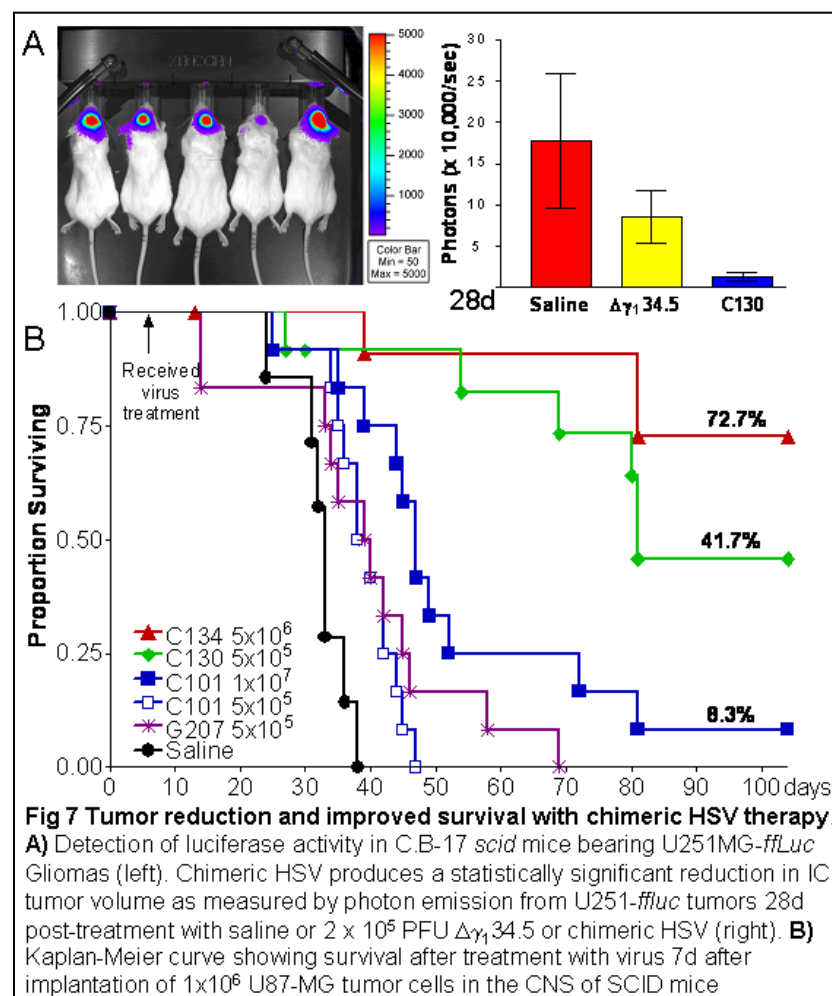 A
XENOGEN
5000
4000
3000
2000
1000
Color Bar
Min = 50
Max = 5000
Photons (x 10,000/sec)
30
25
20
15
10
5
28d
Saline Δγ₁ 34.5 C130
B
Proportion Surviving
1.00
0.75
0.50
0.25
0.00
Received
virus
treatment
72.7%
41.7%
8.3%
C134 5x10⁶
C130 5x10⁵
C101 1x10⁷
C101 5x10⁵
G207 5x10⁵
Saline
0 10 20 30 40 50 60 70 80 90 100 days
Fig 7 Tumor reduction and improved survival with chimeric HSV therapy.
A) Detection of luciferase activity in C.B-17 scid mice bearing U251MG-ffLuc
Gliomas (left). Chimeric HSV produces a statistically significant reduction in IC
tumor volume as measured by photon emission from U251-ffluc tumors 28d
post-treatment with saline or 2 x 10⁵ PFU Δγ₁34.5 or chimeric HSV (right). B)
Kaplan-Meier curve showing survival after treatment with virus 7d after
implantation of 1x10⁶ U87-MG tumor cells in the CNS of SCID mice